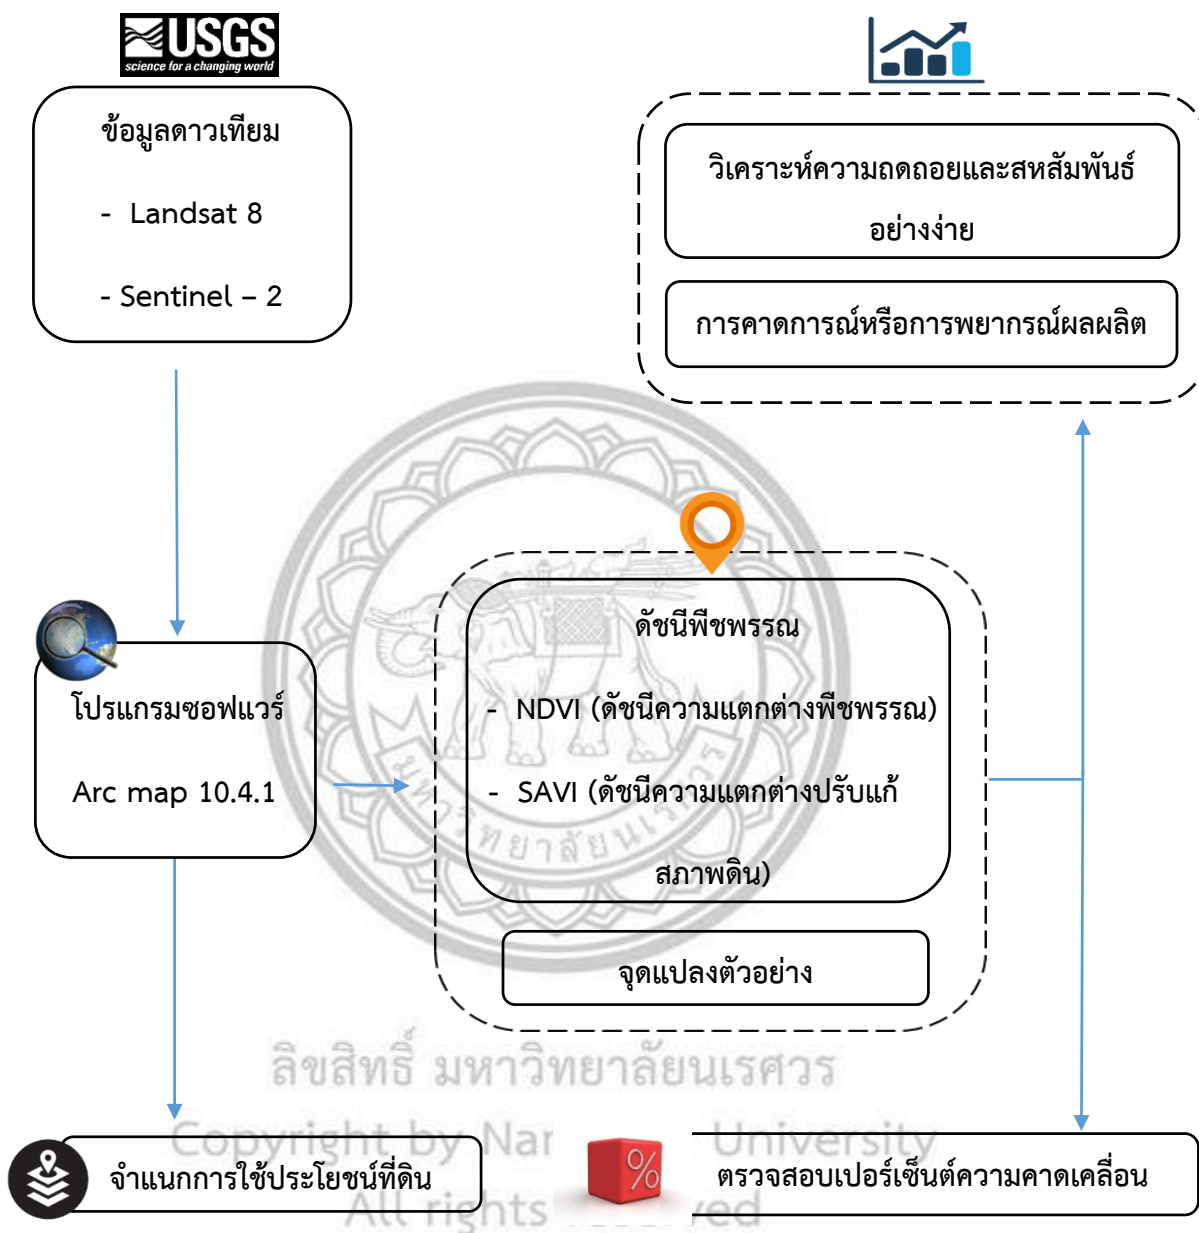 USGS
science for a changing world
ข้อมูลดาวเทียม
- Landsat 8
- Sentinel – 2
วิเคราะห์ความถดถอยและสหสัมพันธ์
อย่างง่าย
การคาดการณ์หรือการพยากรณ์ผลผลิต
โปรแกรมซอฟแวร์
Arc map 10.4.1
ดัชนีพืชพรรณ
- NDVI (ดัชนีความแตกต่างพืชพรรณ)
- SAVI (ดัชนีความแตกต่างปรับแก้
สภาพดิน)
จุดแปลงตัวอย่าง
ลิขสิทธิ์ มหาวิทยาลัยนเรศวร
Copyright by Nar University
All rights ved
จำแนกการใช้ประโยชน์ที่ดิน
%
ตรวจสอบเปอร์เซ็นต์ความคาดเคลื่อน